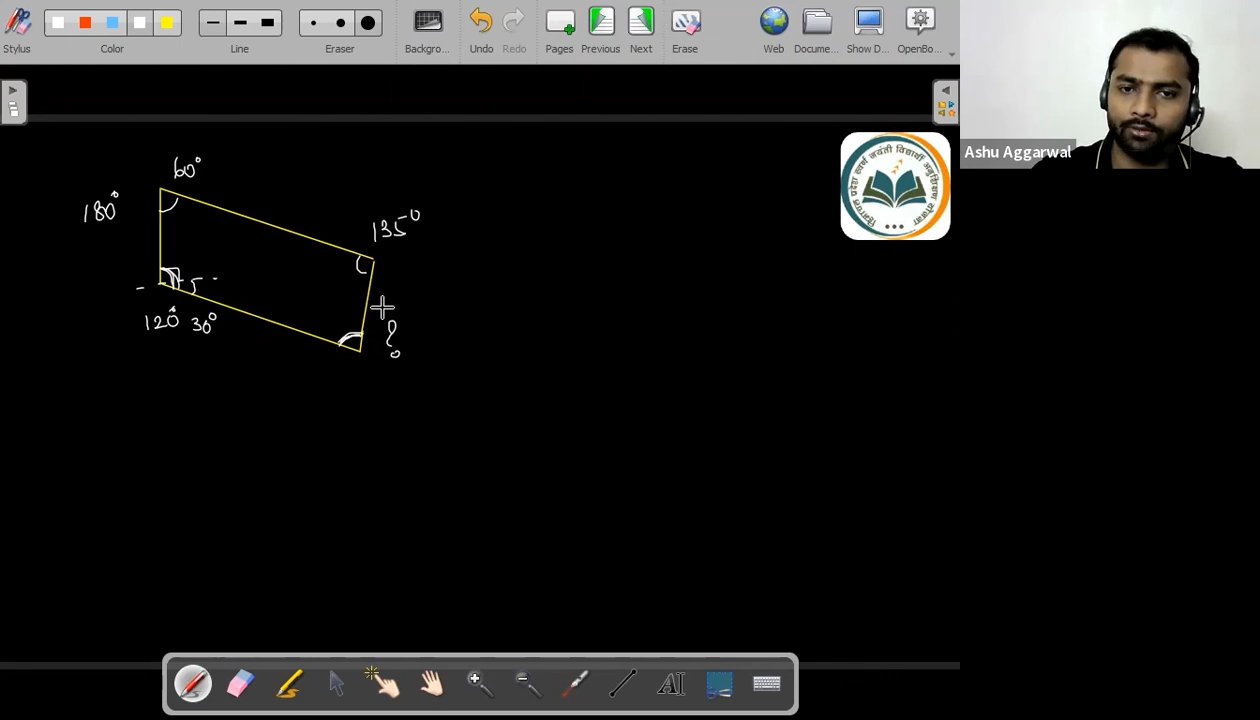 Stylus
Color
Line
Eraser
Backgro...
Undo
Redo
Pages
Previous
Next
Erase
Web
Docume...
Show D...
OpenBo...
Ashu Aggarwal
60°
180°
135°
120° 30°
?